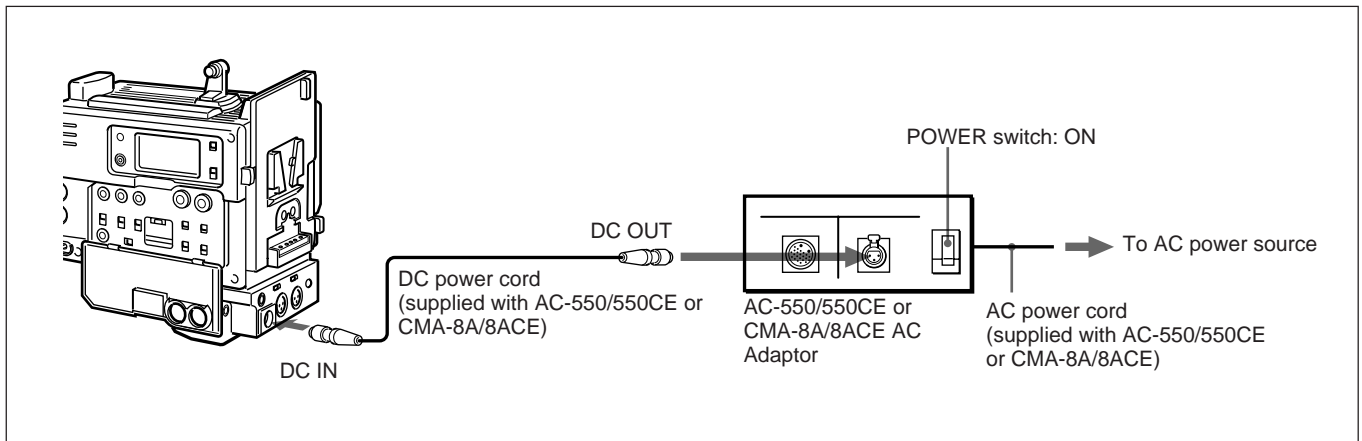 POWER switch: ON
DC OUT
To AC power source
DC power cord
(supplied with AC-550/550CE or
CMA-8A/8ACE)
AC-550/550CE or
CMA-8A/8ACE AC
Adaptor
AC power cord
(supplied with AC-550/550CE
or CMA-8A/8ACE)
DC IN